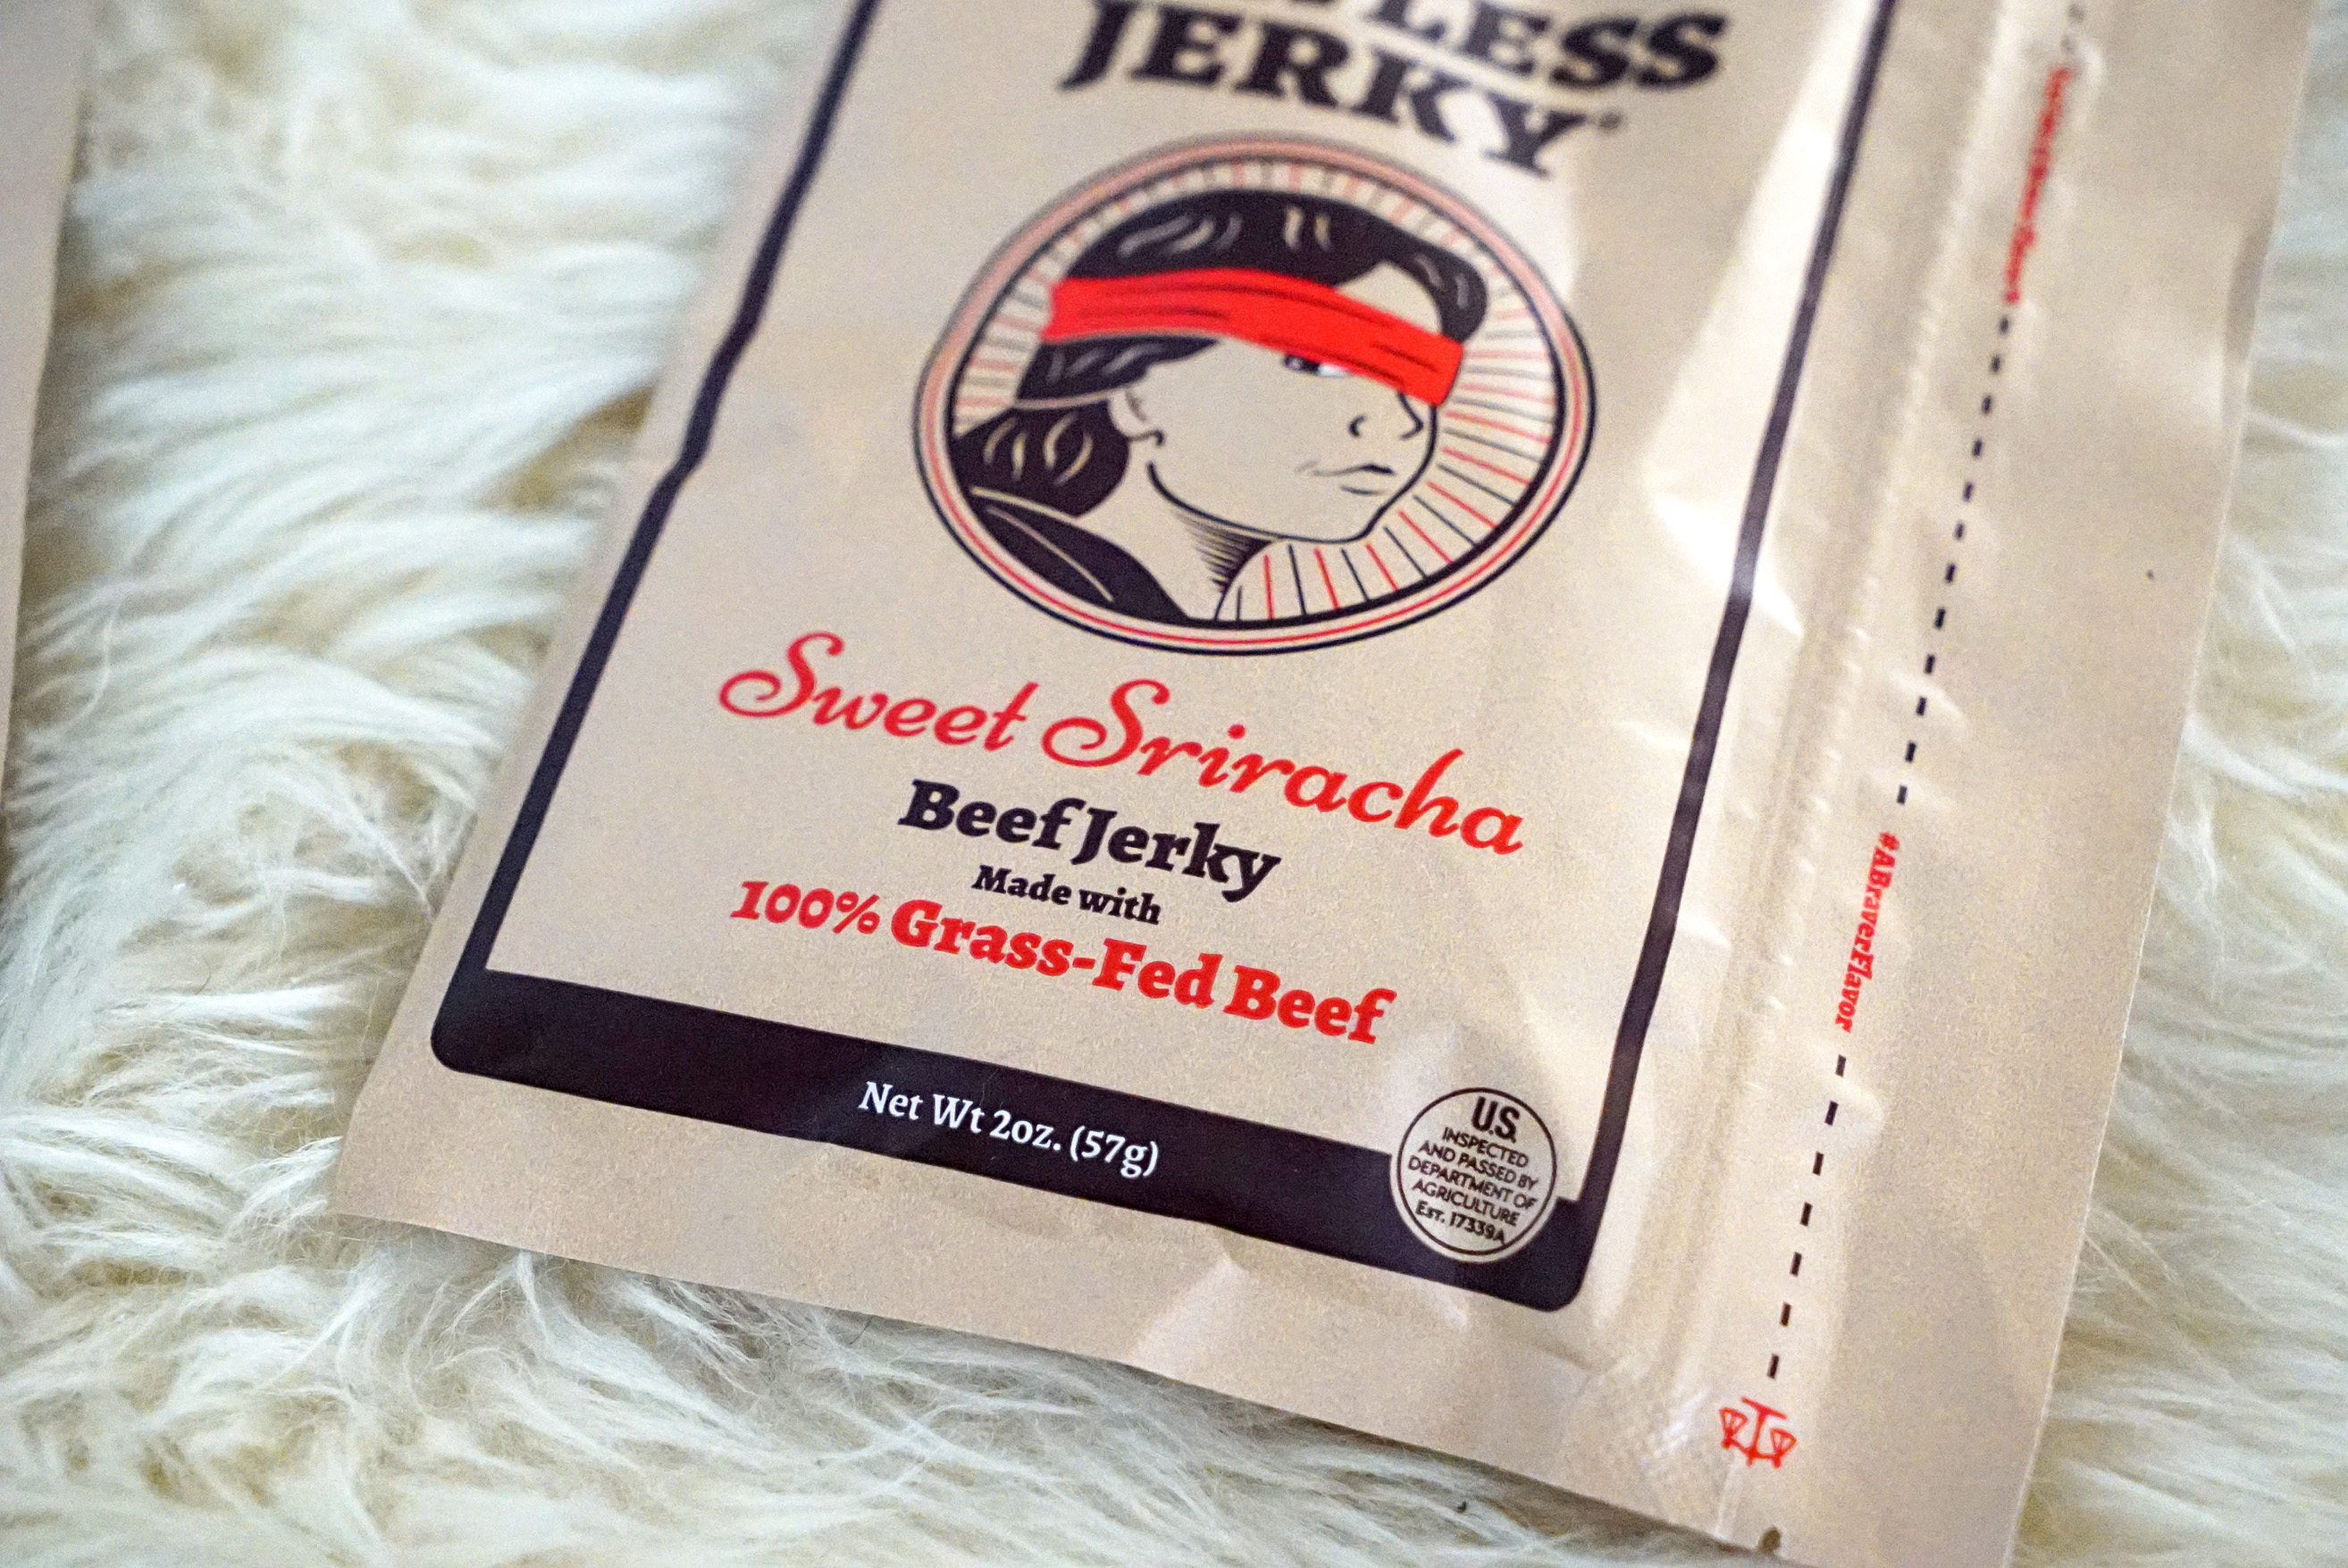 JERKY®
Sweet Sriracha
Beef Jerky
Made with
100% Grass-Fed Beef
Net Wt 2oz. (57g)
U.S.
INSPECTED
AND PASSED BY
DEPARTMENT OF
AGRICULTURE
EST. 17339A
#ABraverFlavor